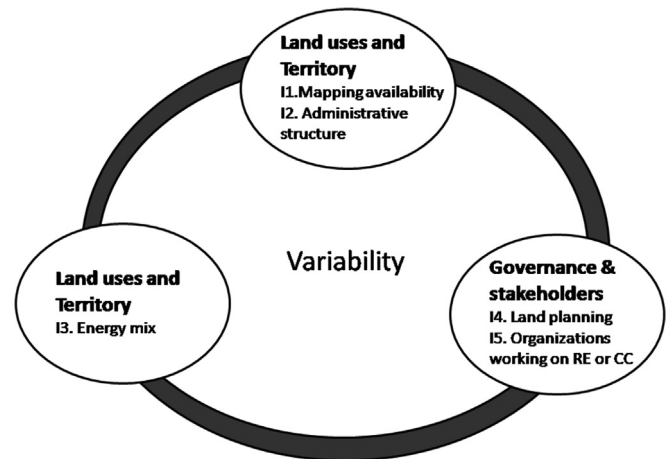 Land uses and
Territory
I1.Mapping availability
I2. Administrative
structure
Variability
Land uses and
Territory
I3. Energy mix
Governance &
stakeholders
I4. Land planning
I5. Organizations
working on RE or CC